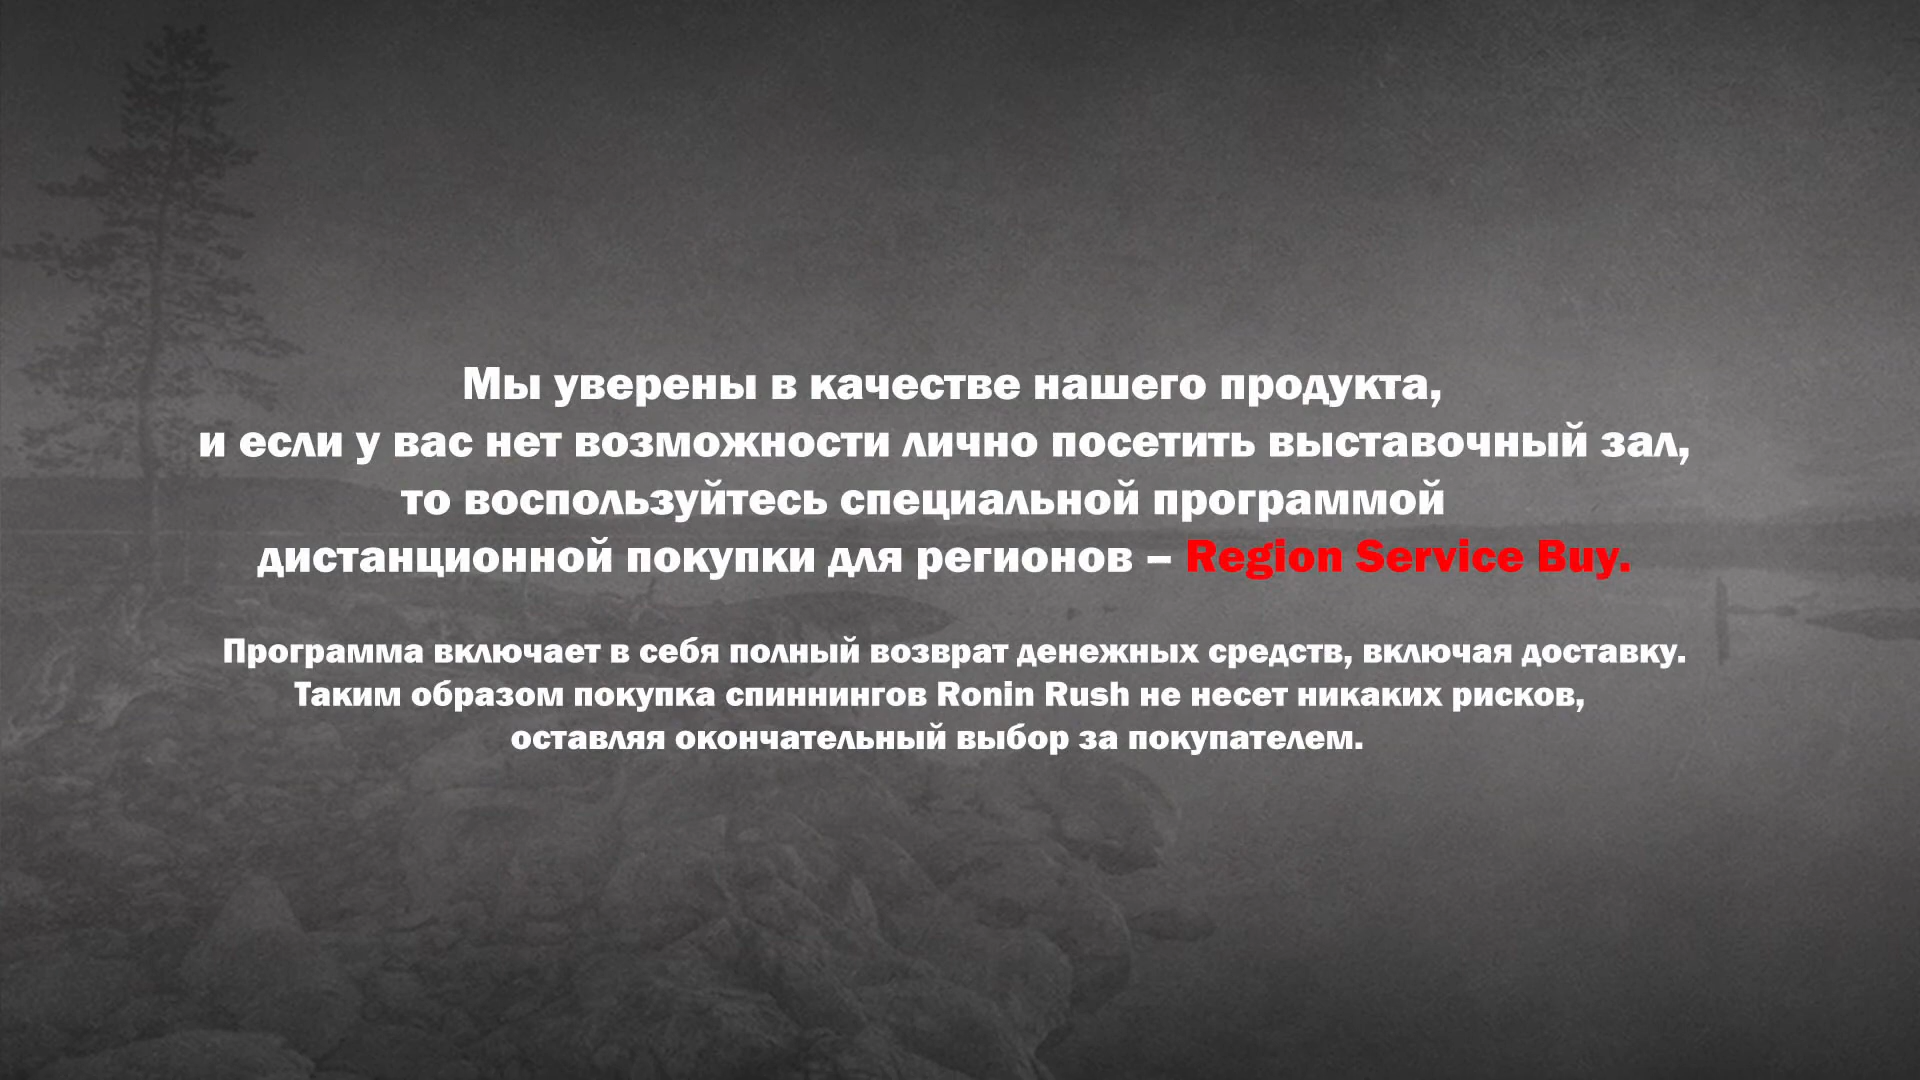 Мы уверены в качестве нашего продукта,
и если у вас нет возможности лично посетить выставочный зал,
то воспользуйтесь специальной программой
дистанционной покупки для регионов – Region Service Buy.
Программа включает в себя полный возврат денежных средств, включая доставку.
Таким образом покупка спиннингов Ronin Rush не несет никаких рисков,
оставляя окончательный выбор за покупателем.